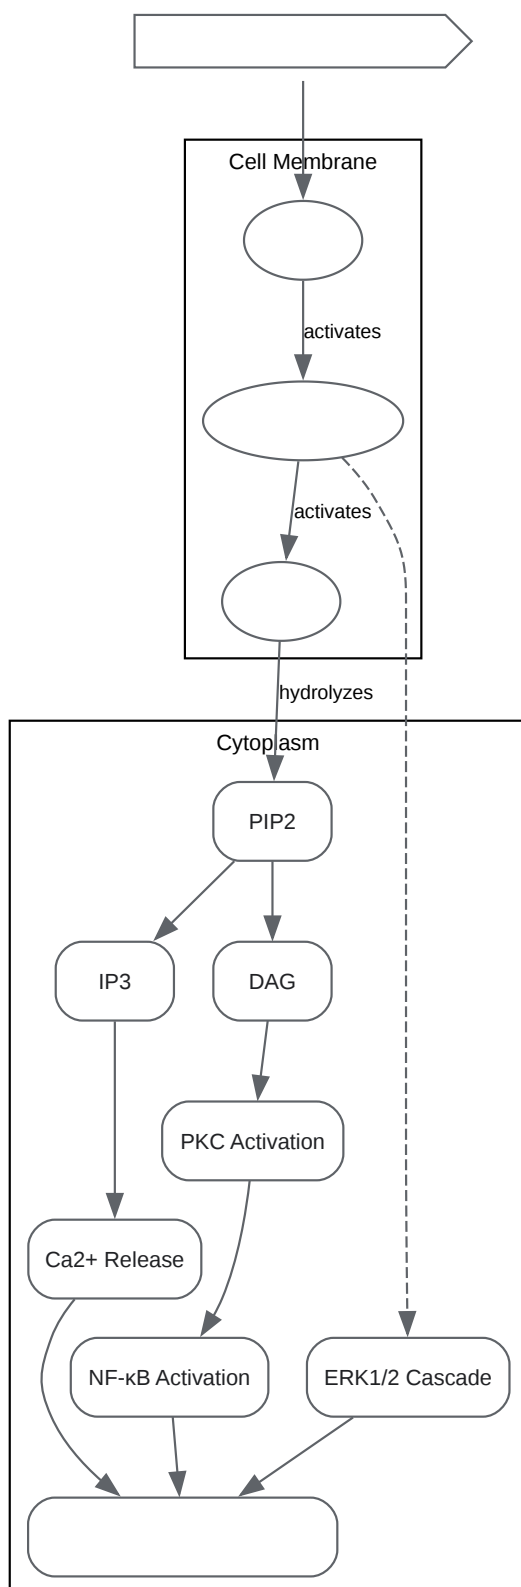 Cell Membrane
activates
activates
hydrolyzes
Cytoplasm
PIP2
IP3
DAG
PKC Activation
Ca2+ Release
NF-κB Activation
ERK1/2 Cascade